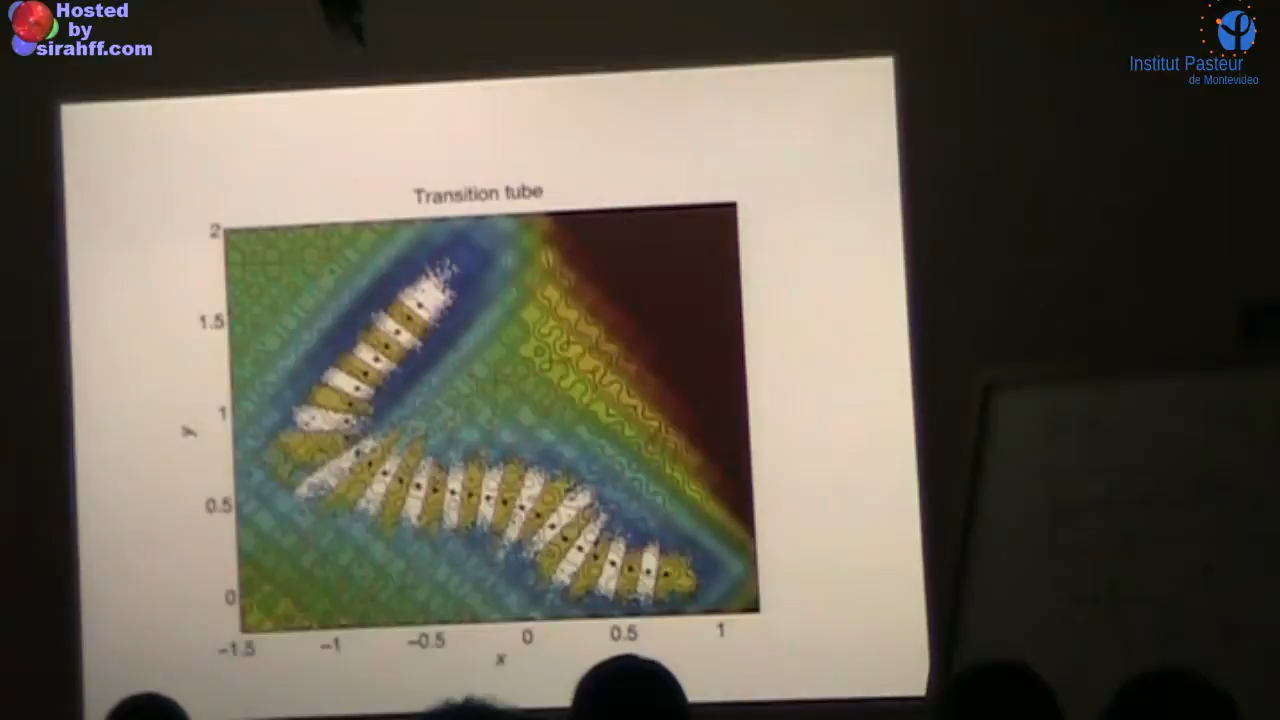 Hosted
by
sirahff.com
Institut Pasteur
de Montevideo
Transition tube
2
1.5
1
0.5
0
y
−1.5
−1
−0.5
0
0.5
1
x